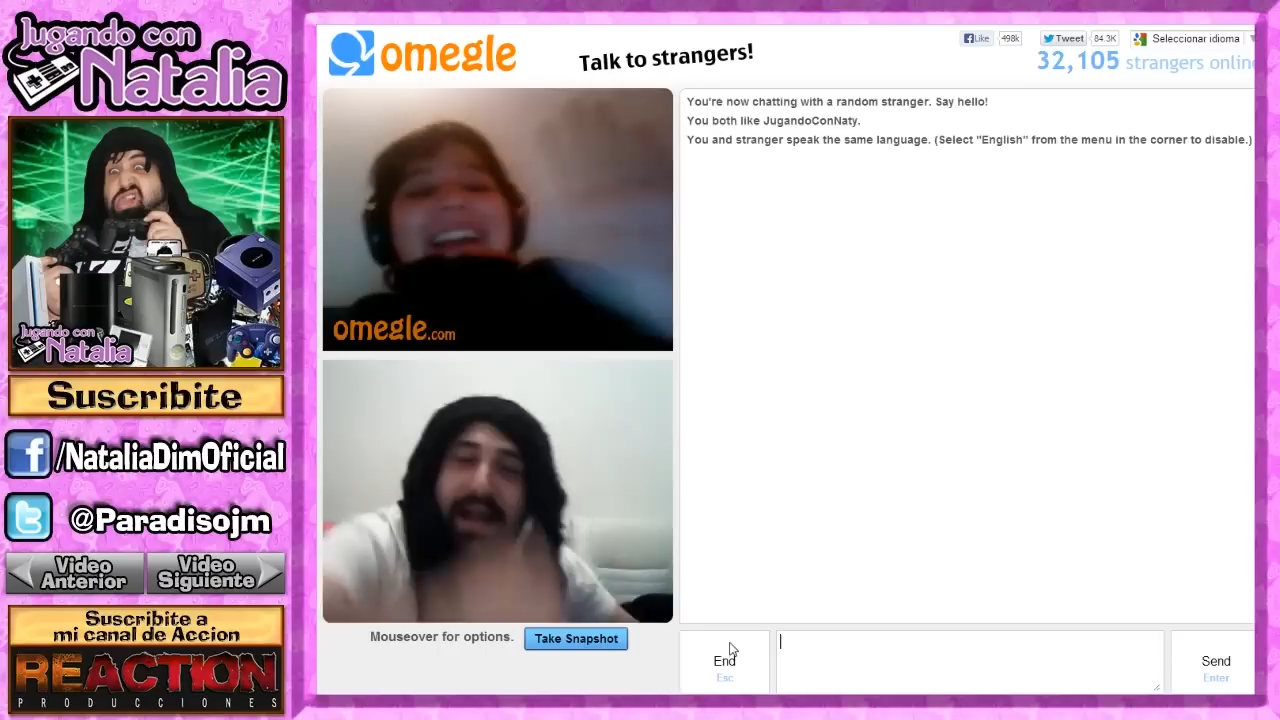 Jugando con
Natalia
Jugando con
Natalia
Suscribite
/NataliaDimOficial
@Paradisojm
Video
Anterior
Video
Siguiente
Suscribite a
mi canal de Accion
REACTION
PRODUCCIONES
omegle
Talk to strangers!
Like 498k
Tweet 84.3K
Seleccionar idioma
32,105 strangers onlin
omegle.com
You're now chatting with a random stranger. Say hello!
You both like JugandoConNaty.
You and stranger speak the same language. (Select "English" from the menu in the corner to disable.)
Mouseover for options.
Take Snapshot
End
Esc
Send
Enter